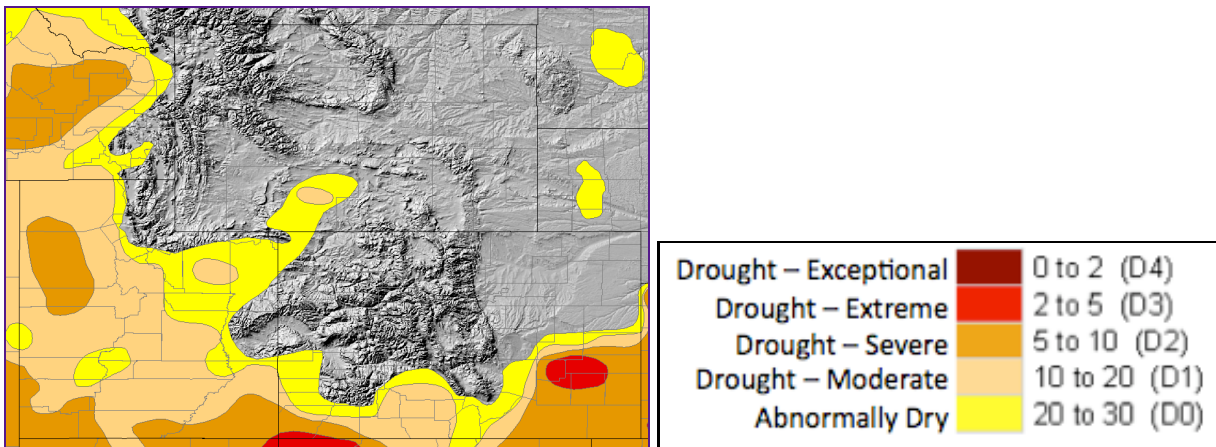 Drought – Exceptional 0 to 2 (D4)
Drought – Extreme 2 to 5 (D3)
Drought – Severe 5 to 10 (D2)
Drought – Moderate 10 to 20 (D1)
Abnormally Dry 20 to 30 (D0)